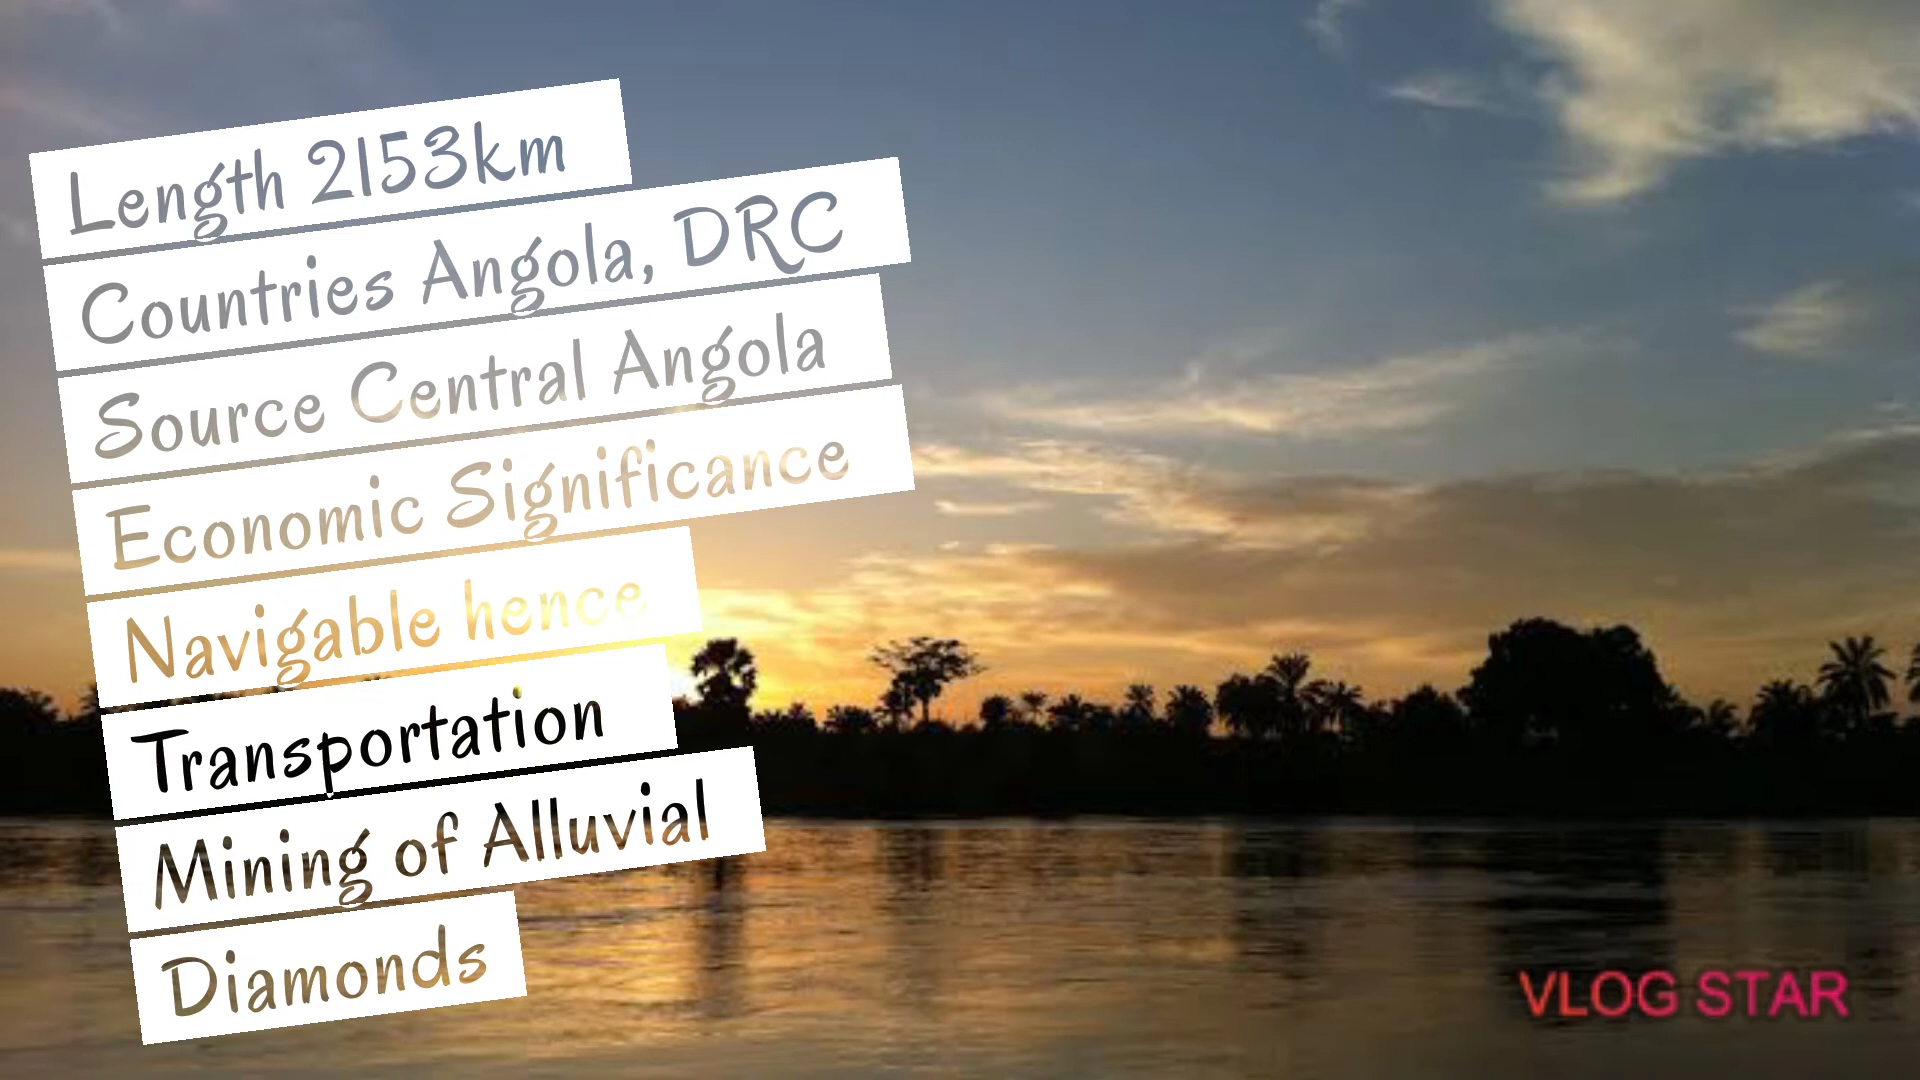 Length 2153km
Countries Angola, DRC
Source Central Angola
Economic Significance
Navigable hence
Transportation
Mining of Alluvial
Diamonds
VLOG STAR